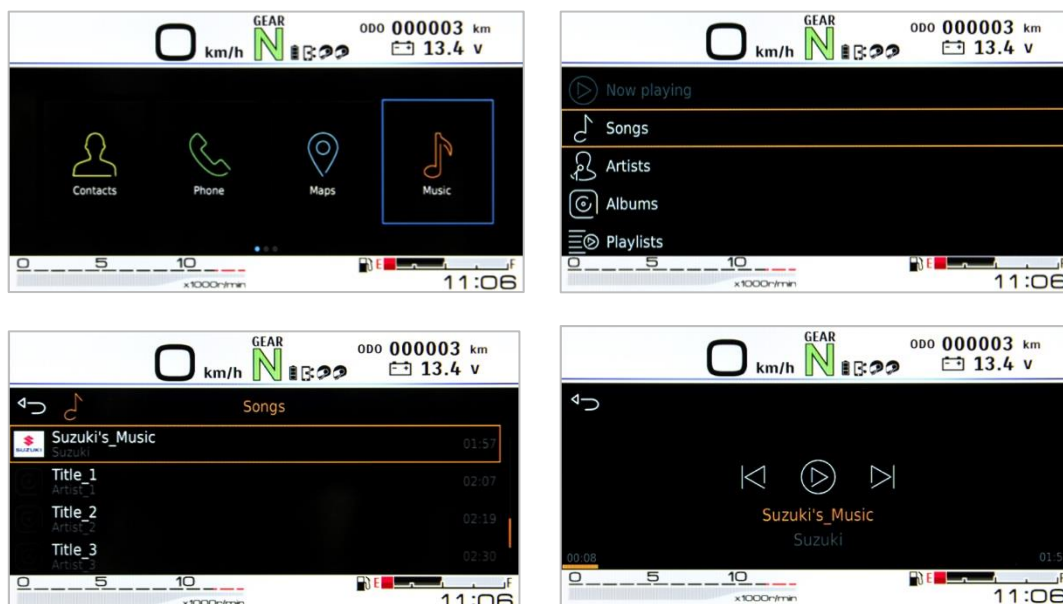 GEAR
0 km/h N ODO 000003 km
13.4 V
Contacts Phone Maps Music
0 5 10 E F
x1000r/min 11:06
GEAR
0 km/h N ODO 000003 km
13.4 V
Now playing
Songs
Artists
Albums
Playlists
0 5 10 E F
x1000r/min 11:06
GEAR
0 km/h N ODO 000003 km
13.4 V
Songs
SUZUKI Suzuki's_Music 01:57
Suzuki
Title_1 02:07
Artist_1
Title_2 02:19
Artist_2
Title_3 02:30
Artist_3
0 5 10 E F
x1000r/min 11:06
GEAR
0 km/h N ODO 000003 km
13.4 V
Suzuki's_Music
Suzuki
00:08
0 5 10 E F
x1000r/min 11:06